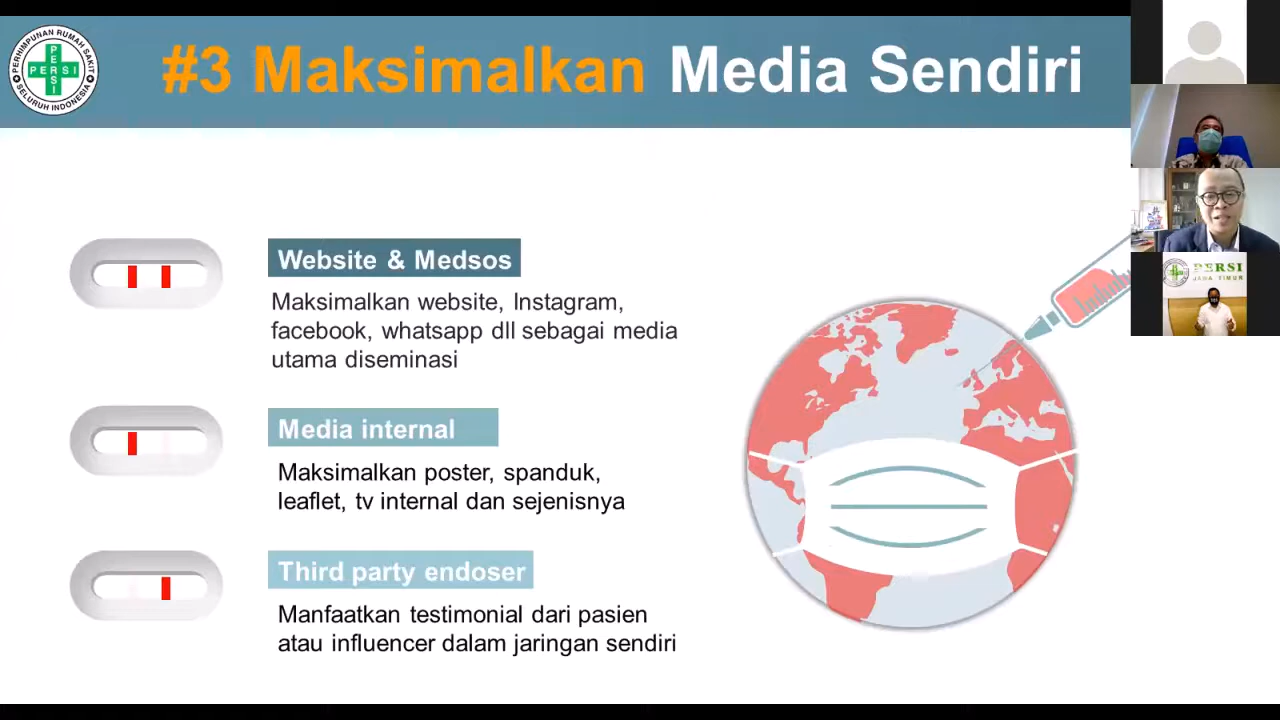 PERHIMPUNAN RUMAH SAKIT
PERSI
PERSI
SELURUH INDONESIA
#3 Maksimalkan Media Sendiri
Website & Medsos
Maksimalkan website, Instagram,
facebook, whatsapp dll sebagai media
utama diseminasi
Media internal
Maksimalkan poster, spanduk,
leaflet, tv internal dan sejenisnya
Third party endoser
Manfaatkan testimonial dari pasien
atau influencer dalam jaringan sendiri
PERSI
JAWA TIMUR